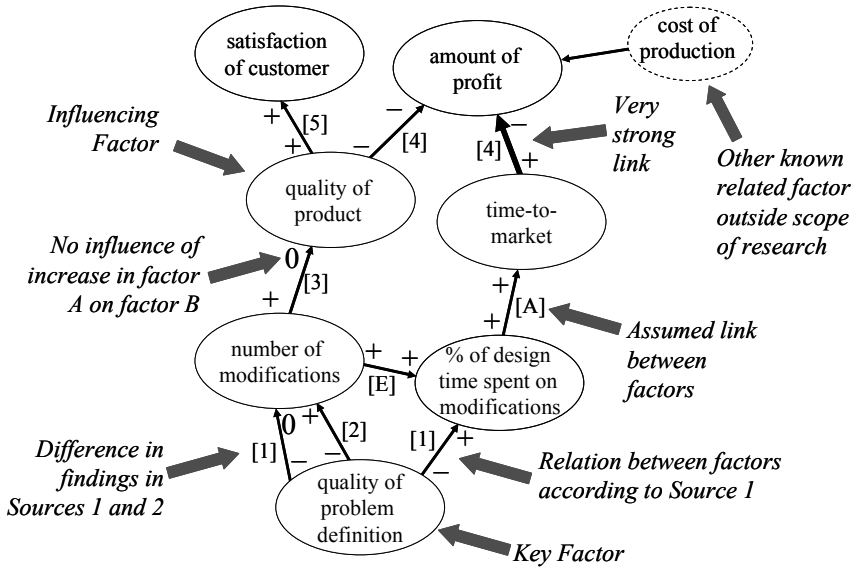 satisfaction
of customer
amount of
profit
cost of
production
Influencing
Factor
+
[5]
+
−
−
[4]
−
[4]
+
Very
strong
link
Other known
related factor
outside scope
of research
quality of
product
time-to-
market
No influence of
increase in factor
A on factor B
0
[3]
+
+
[A]
+
Assumed link
between
factors
number of
modifications
+
+
[E]
% of design
time spent on
modifications
Difference in
findings in
Sources 1 and 2
0
+
[1]
[2]
−
−
[1]
+
−
Relation between factors
according to Source 1
quality of
problem
definition
Key Factor